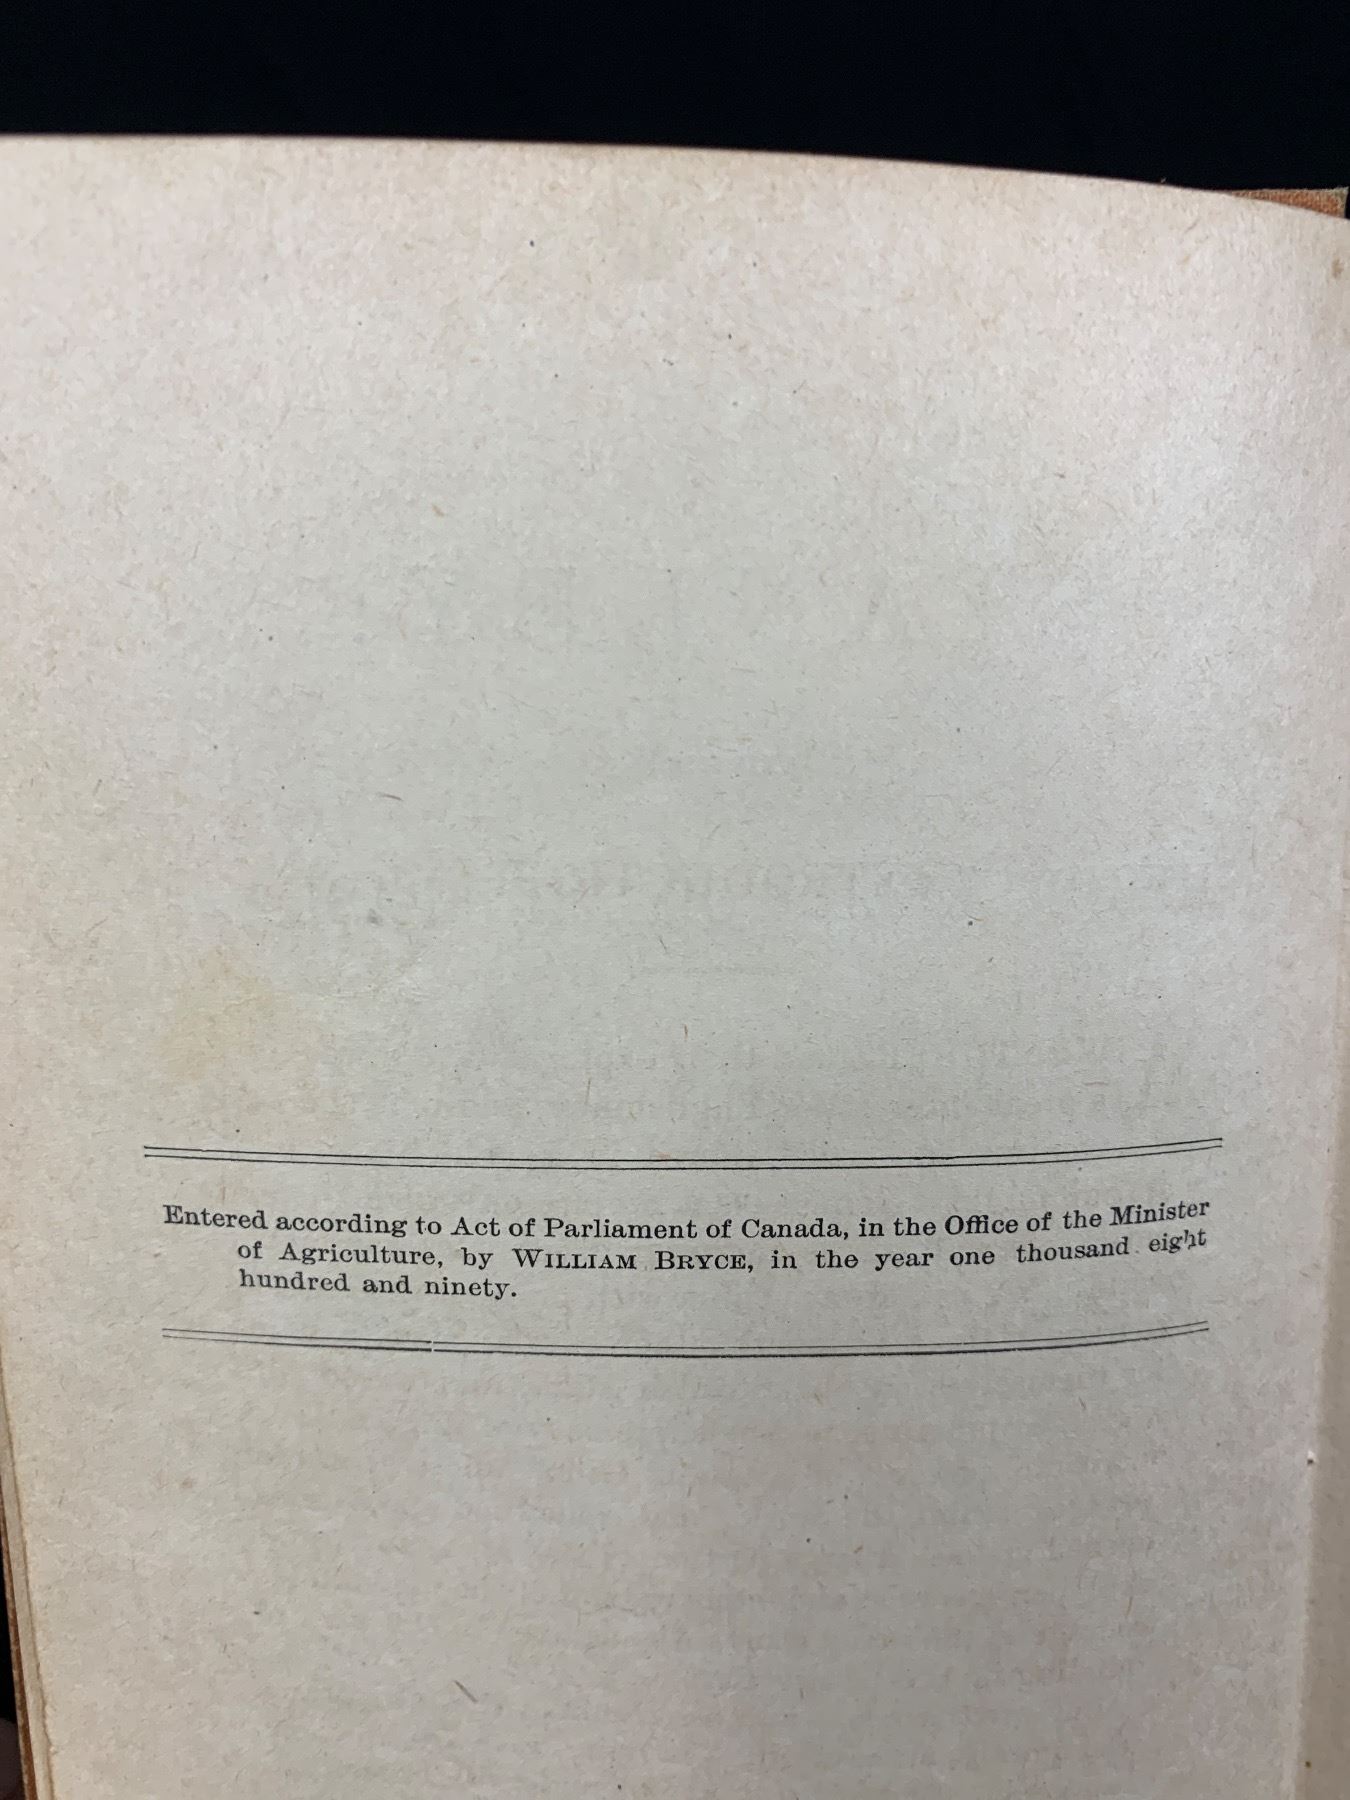 Entered according to Act of Parliament of Canada, in the Office of the Minister
of Agriculture, by WILLIAM BRYCE, in the year one thousand eight
hundred and ninety.